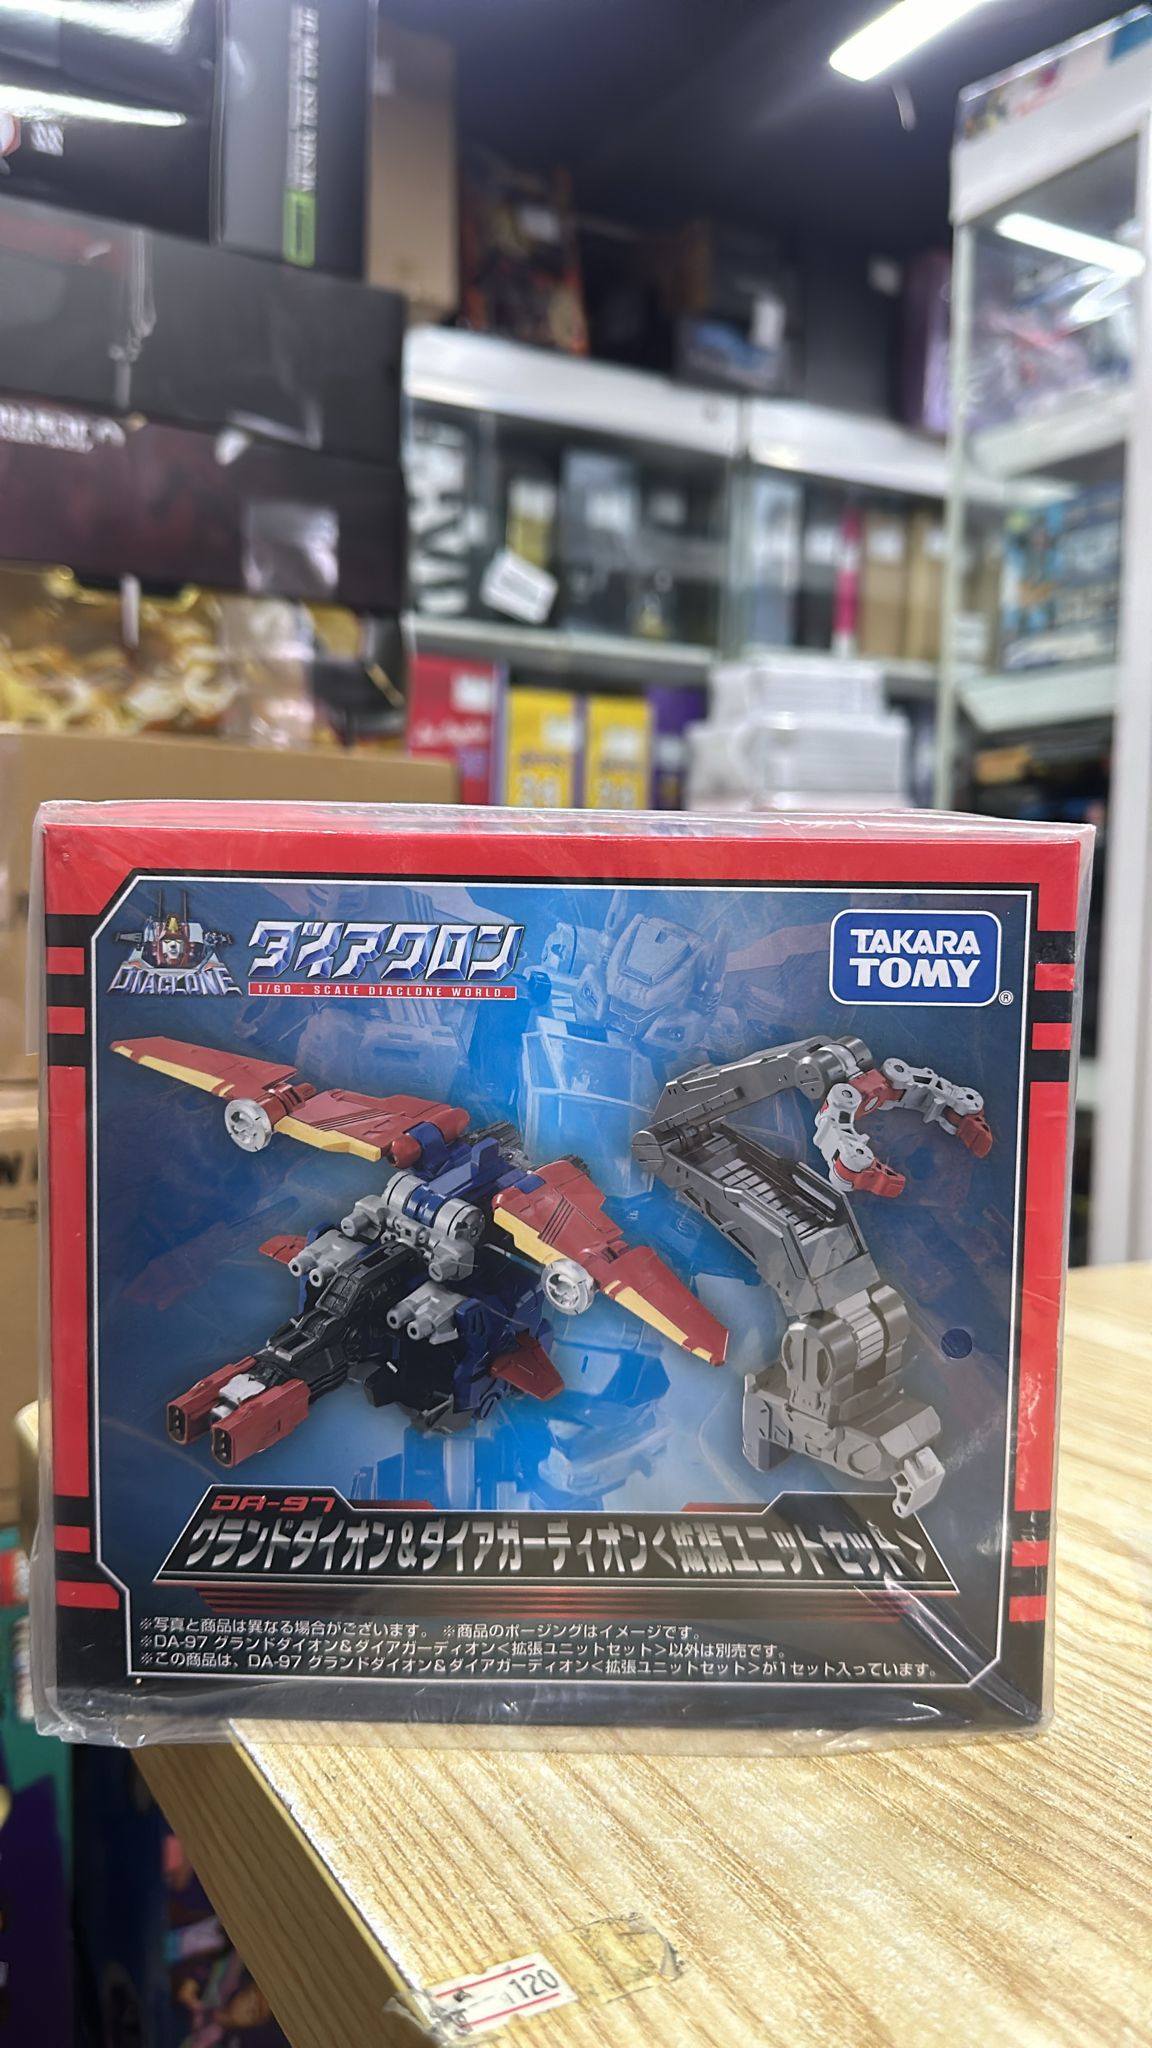 ダイアクロン
DIACLONE
1/60 : SCALE DIACLONE WORLD.
TAKARA
TOMY
®
DA-97
グランドダイオン&ダイアガーディオン<拡張ユニットセット>
※写真と商品は異なる場合がございます。 ※商品のポージングはイメージです。
※DA-97 グランドダイオン&ダイアガーディオン<拡張ユニットセット>以外は別売です。
※この商品は、DA-97 グランドダイオン&ダイアガーディオン<拡張ユニットセット>が1セット入っています。
120